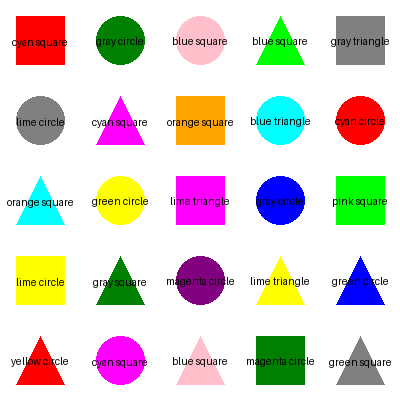 cyan square
gray circle
blue square
blue square
gray triangle
lime circle
cyan square
orange square
blue triangle
cyan circle
orange square
green circle
lime triangle
gray circle
pink square
lime circle
gray square
magenta circle
lime triangle
green circle
yellow circle
cyan square
blue square
magenta circle
green square